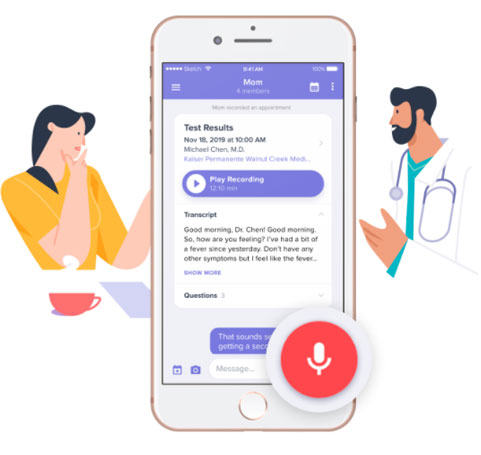 Sketch 9:41 AM 100%
Mom
4 members
Mom recorded an appointment
Test Results
Nov 18, 2019 at 10:00 AM
Michael Chen, M.D.
Kaiser Permanente Walnut Creek Medi...
Play Recording
12:10 min
Transcript
Good morning, Dr. Chen! Good morning.
So, how are you feeling? I've had a bit of
a fever since yesterday. Don't have any
other symptoms but I feel like the fever...
SHOW MORE
Questions 3
That sounds se
getting a seco
Message...